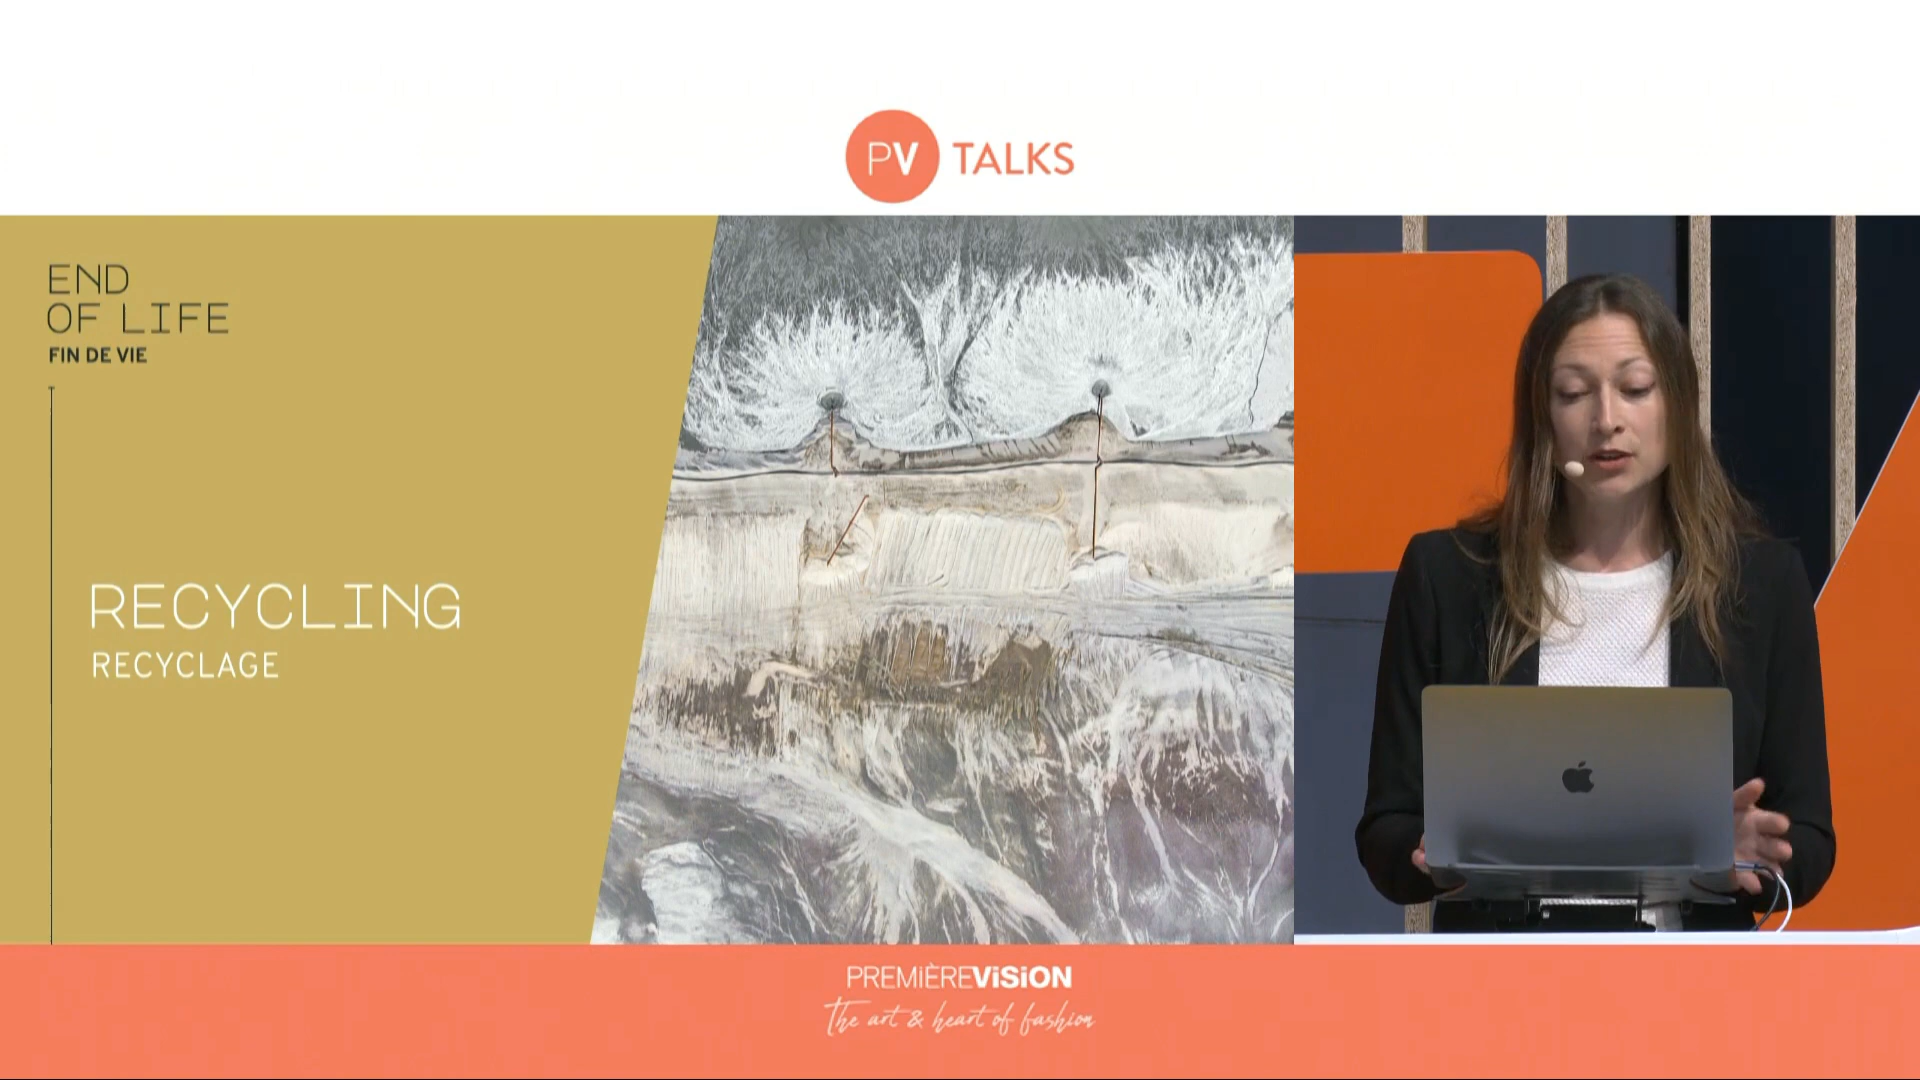 PV TALKS
END
OF LIFE
FIN DE VIE
RECYCLING
RECYCLAGE
PREMIÈREViSiON
The art & heart of fashion